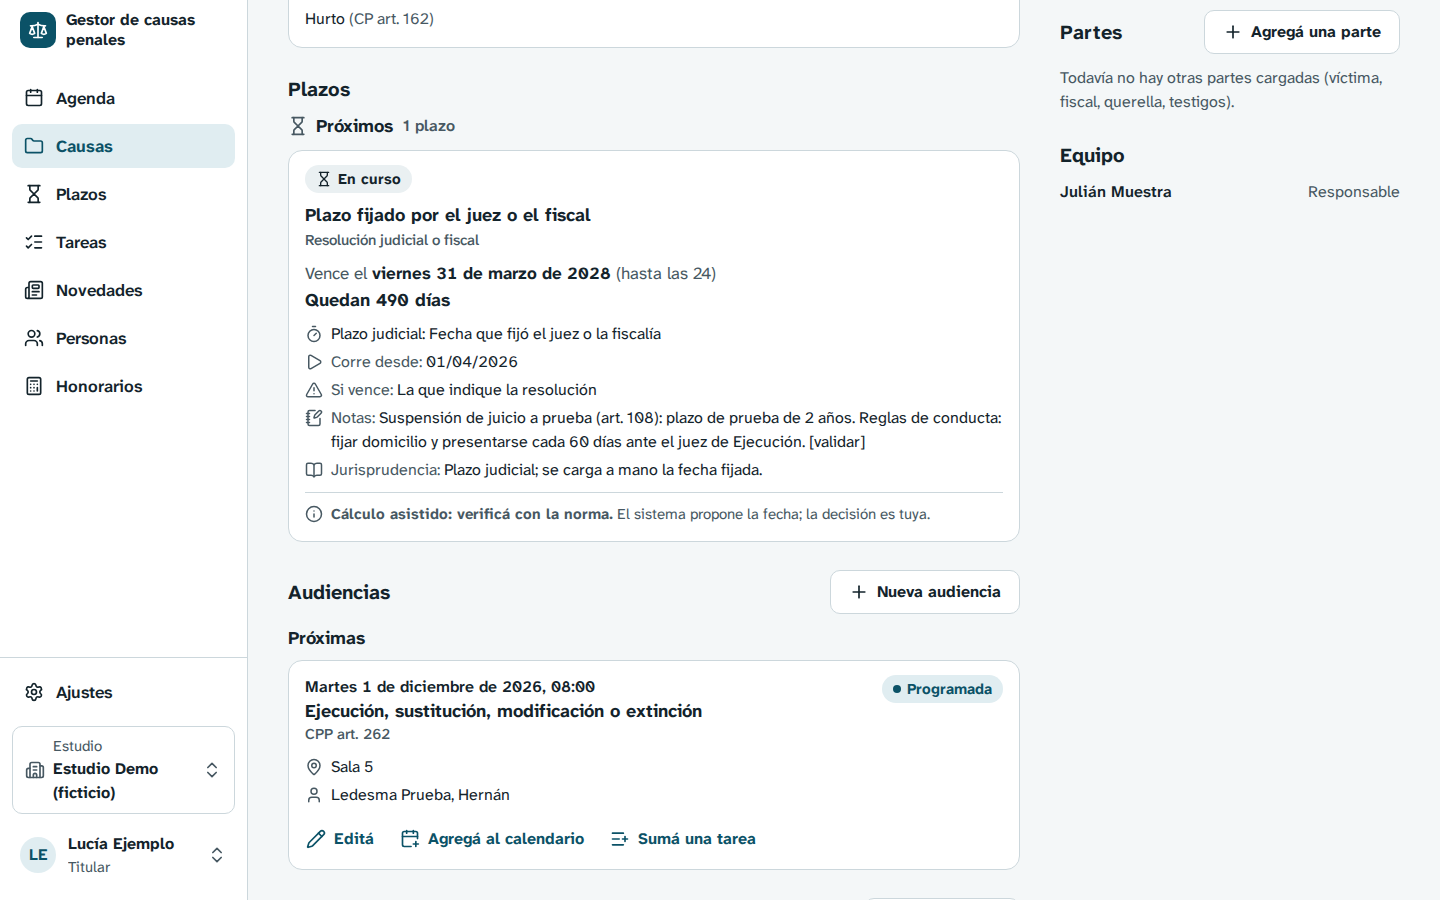 Gestor de causas
penales
Agenda
Causas
Plazos
Tareas
Novedades
Personas
Honorarios
Ajustes
Estudio
Estudio Demo
(ficticio)
LE
Lucía Ejemplo
Titular
Hurto (CP art. 162)
Plazos
Próximos 1 plazo
En curso
Plazo fijado por el juez o el fiscal
Resolución judicial o fiscal
Vence el viernes 31 de marzo de 2028 (hasta las 24)
Quedan 490 días
Plazo judicial: Fecha que fijó el juez o la fiscalía
Corre desde: 01/04/2026
Si vence: La que indique la resolución
Notas: Suspensión de juicio a prueba (art. 108): plazo de prueba de 2 años. Reglas de conducta:
fijar domicilio y presentarse cada 60 días ante el juez de Ejecución. [validar]
Jurisprudencia: Plazo judicial; se carga a mano la fecha fijada.
Cálculo asistido: verificá con la norma. El sistema propone la fecha; la decisión es tuya.
Audiencias
Nueva audiencia
Próximas
Martes 1 de diciembre de 2026, 08:00
Programada
Ejecución, sustitución, modificación o extinción
CPP art. 262
Sala 5
Ledesma Prueba, Hernán
Editá
Agregá al calendario
Sumá una tarea
Partes
Agregá una parte
Todavía no hay otras partes cargadas (víctima,
fiscal, querella, testigos).
Equipo
Julián Muestra
Responsable